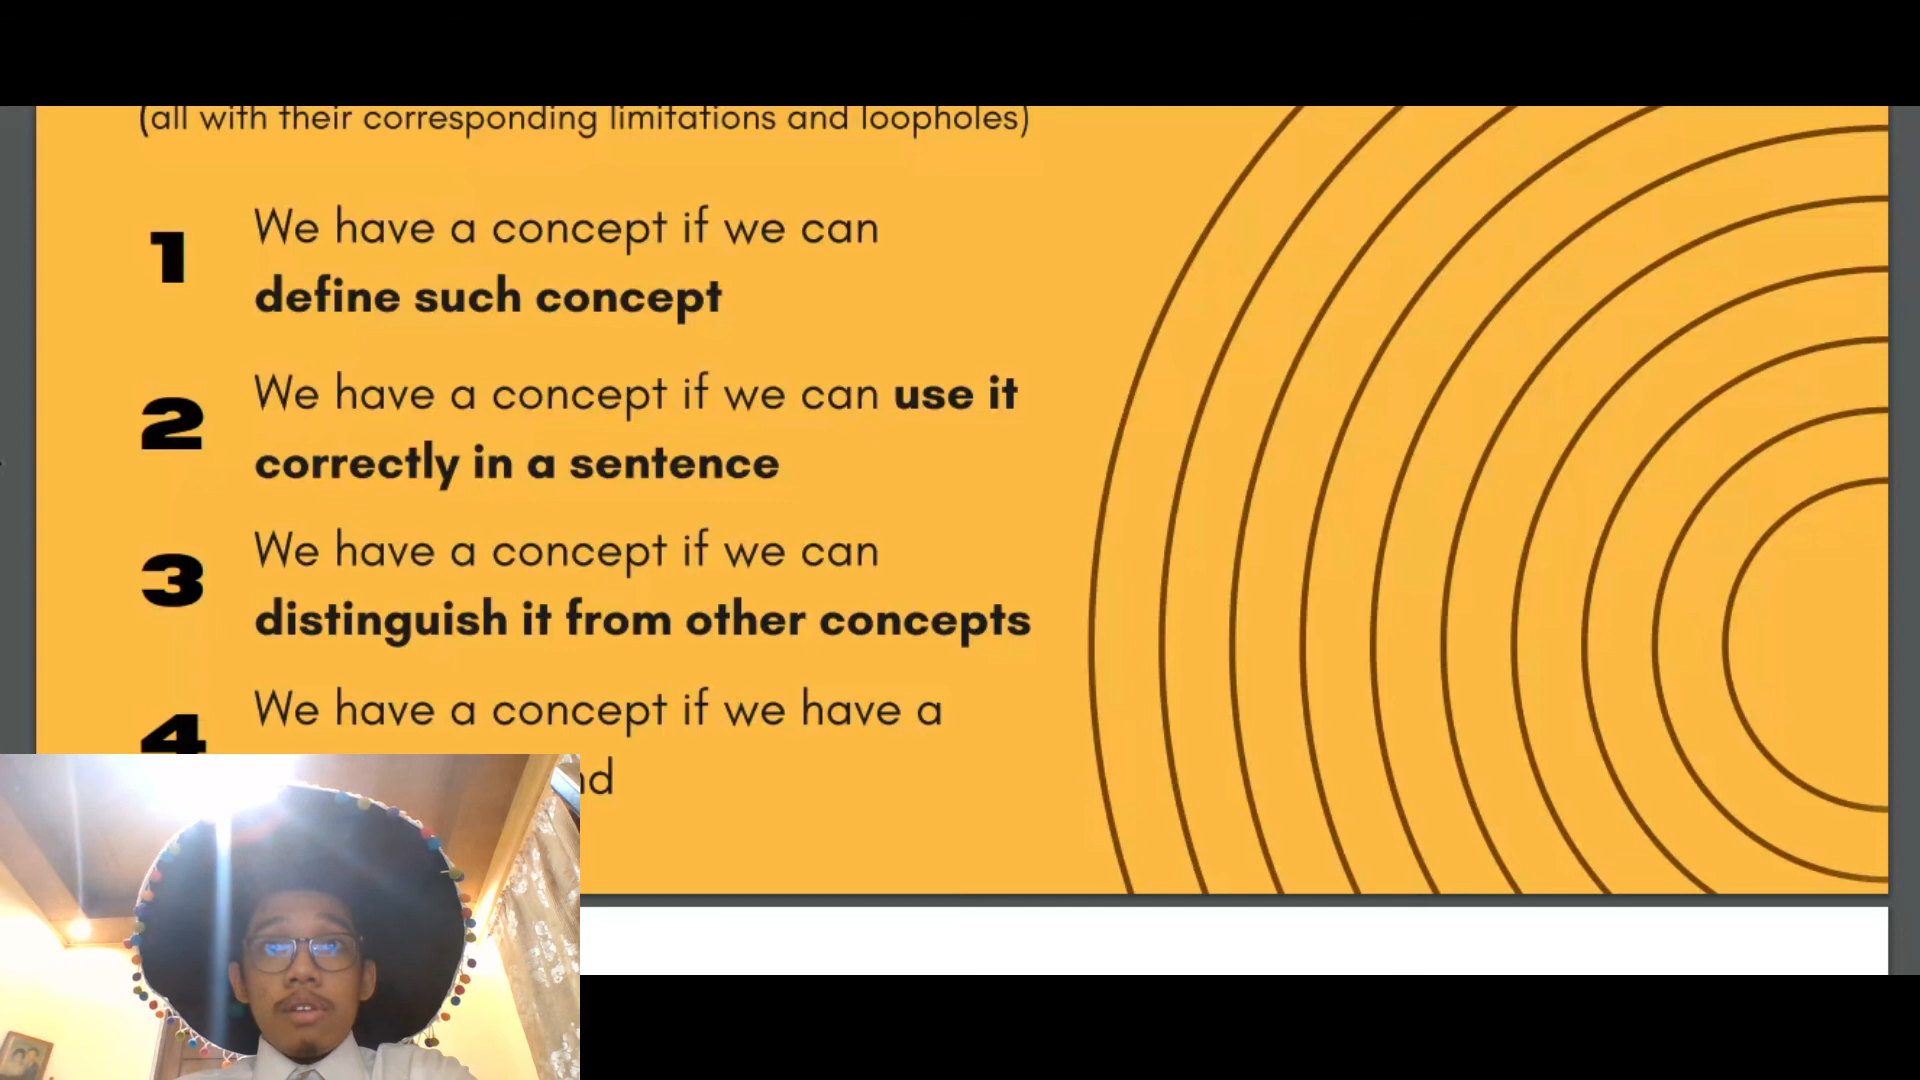 (all with their corresponding limitations and loopholes)
1
We have a concept if we can
define such concept
2
We have a concept if we can use it
correctly in a sentence
3
We have a concept if we can
distinguish it from other concepts
4
We have a concept if we have a